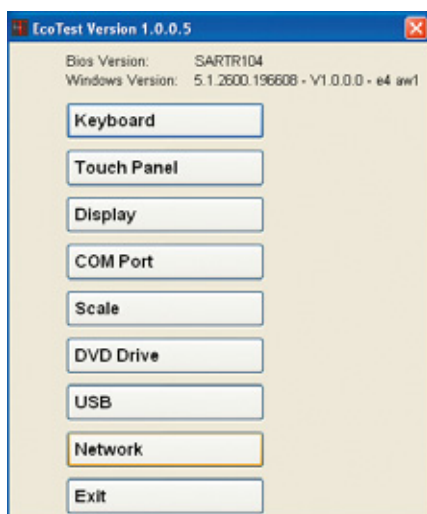 EcoTest Version 1.0.0.5
Bios Version: SARTR104
Windows Version: 5.1.2600.196608 - V1.0.0.0 - e4 aw1
Keyboard
Touch Panel
Display
COM Port
Scale
DVD Drive
USB
Network
Exit